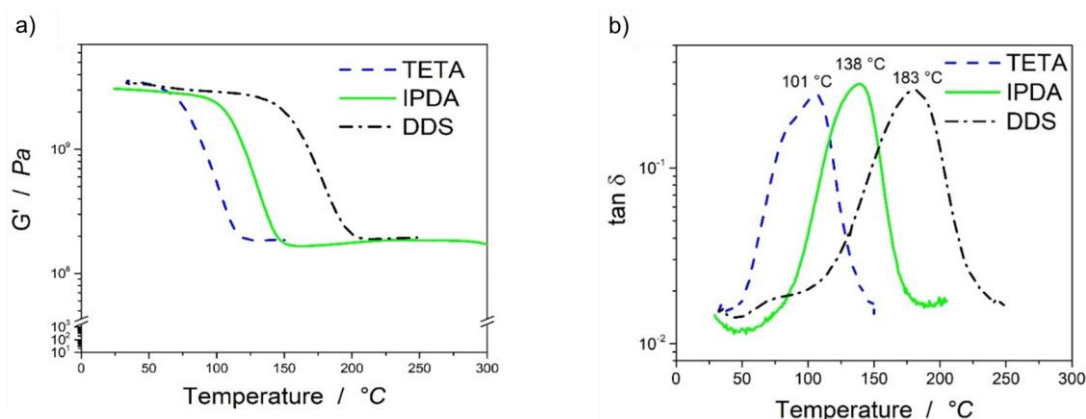 a)
TETA
IPDA
DDS
G' / Pa
10⁹
10⁸
10³
10²
10¹
0 50 100 150 200 250 300
Temperature / °C
b)
TETA
IPDA
DDS
101 °C 138 °C 183 °C
tan δ
10⁻¹
10⁻²
0 50 100 150 200 250 300
Temperature / °C